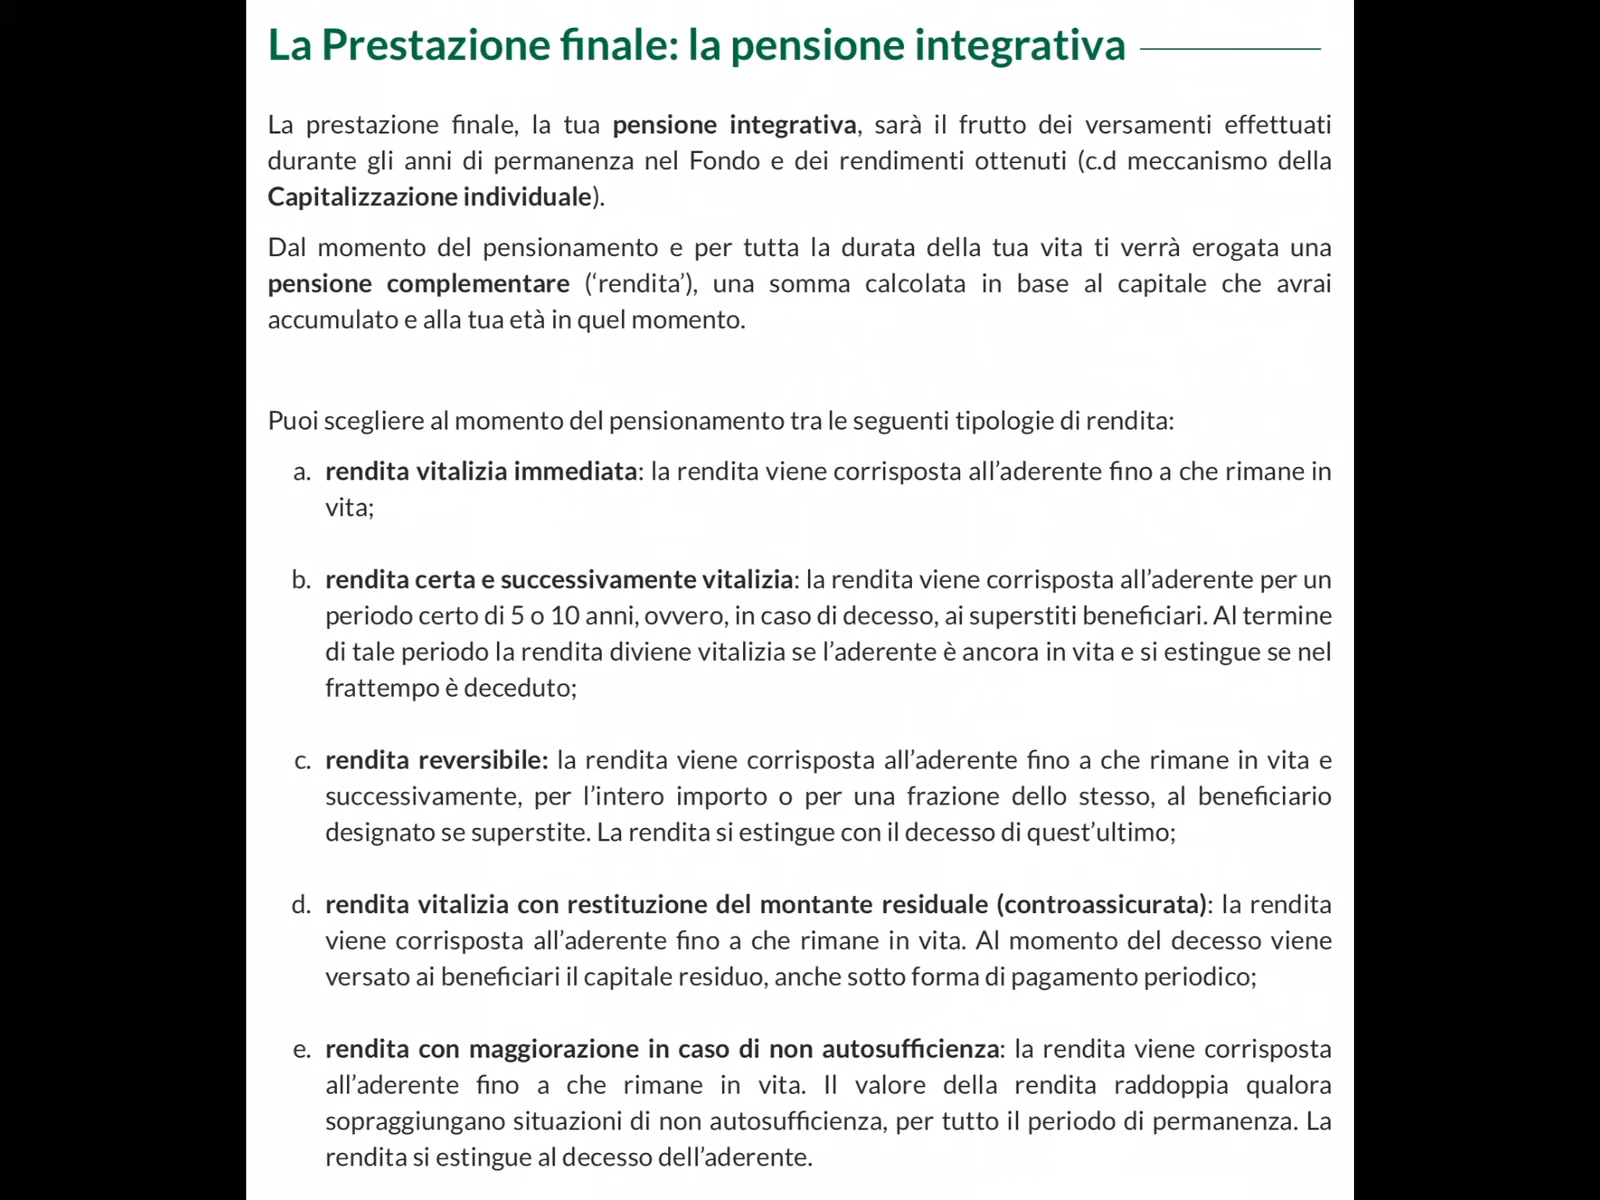 La Prestazione finale: la pensione integrativa
La prestazione finale, la tua pensione integrativa, sarà il frutto dei versamenti effettuati
durante gli anni di permanenza nel Fondo e dei rendimenti ottenuti (c.d meccanismo della
Capitalizzazione individuale).
Dal momento del pensionamento e per tutta la durata della tua vita ti verrà erogata una
pensione complementare (‘rendita’), una somma calcolata in base al capitale che avrai
accumulato e alla tua età in quel momento.
Puoi scegliere al momento del pensionamento tra le seguenti tipologie di rendita:
a. rendita vitalizia immediata: la rendita viene corrisposta all’aderente fino a che rimane in
vita;
b. rendita certa e successivamente vitalizia: la rendita viene corrisposta all’aderente per un
periodo certo di 5 o 10 anni, ovvero, in caso di decesso, ai superstiti beneficiari. Al termine
di tale periodo la rendita diviene vitalizia se l’aderente è ancora in vita e si estingue se nel
frattempo è deceduto;
c. rendita reversibile: la rendita viene corrisposta all’aderente fino a che rimane in vita e
successivamente, per l’intero importo o per una frazione dello stesso, al beneficiario
designato se superstite. La rendita si estingue con il decesso di quest’ultimo;
d. rendita vitalizia con restituzione del montante residuale (controassicurata): la rendita
viene corrisposta all’aderente fino a che rimane in vita. Al momento del decesso viene
versato ai beneficiari il capitale residuo, anche sotto forma di pagamento periodico;
e. rendita con maggiorazione in caso di non autosufficienza: la rendita viene corrisposta
all’aderente fino a che rimane in vita. Il valore della rendita raddoppia qualora
sopraggiungano situazioni di non autosufficienza, per tutto il periodo di permanenza. La
rendita si estingue al decesso dell’aderente.